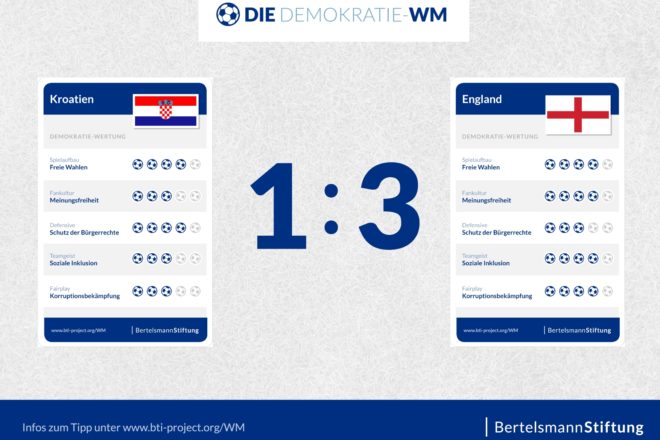 DIE DEMOKRATIE-WM
Kroatien
DEMOKRATIE-WERTUNG
Spielaufbau
Freie Wahlen
Fankultur
Meinungsfreiheit
Defensive
Schutz der Bürgerrechte
Teamgeist
Soziale Inklusion
Fairplay
Korruptionsbekämpfung
www.bti-project.org/WM
BertelsmannStiftung
1:3
England
DEMOKRATIE-WERTUNG
Spielaufbau
Freie Wahlen
Fankultur
Meinungsfreiheit
Defensive
Schutz der Bürgerrechte
Teamgeist
Soziale Inklusion
Fairplay
Korruptionsbekämpfung
www.bti-project.org/WM
BertelsmannStiftung
Infos zum Tipp unter www.bti-project.org/WM
BertelsmannStiftung